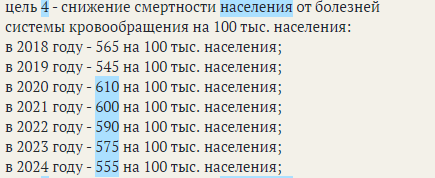 цель 4 - снижение смертности населения от болезней
системы кровообращения на 100 тыс. населения:
в 2018 году - 565 на 100 тыс. населения;
в 2019 году - 545 на 100 тыс. населения;
в 2020 году - 610 на 100 тыс. населения;
в 2021 году - 600 на 100 тыс. населения;
в 2022 году - 590 на 100 тыс. населения;
в 2023 году - 575 на 100 тыс. населения;
в 2024 году - 555 на 100 тыс. населения;